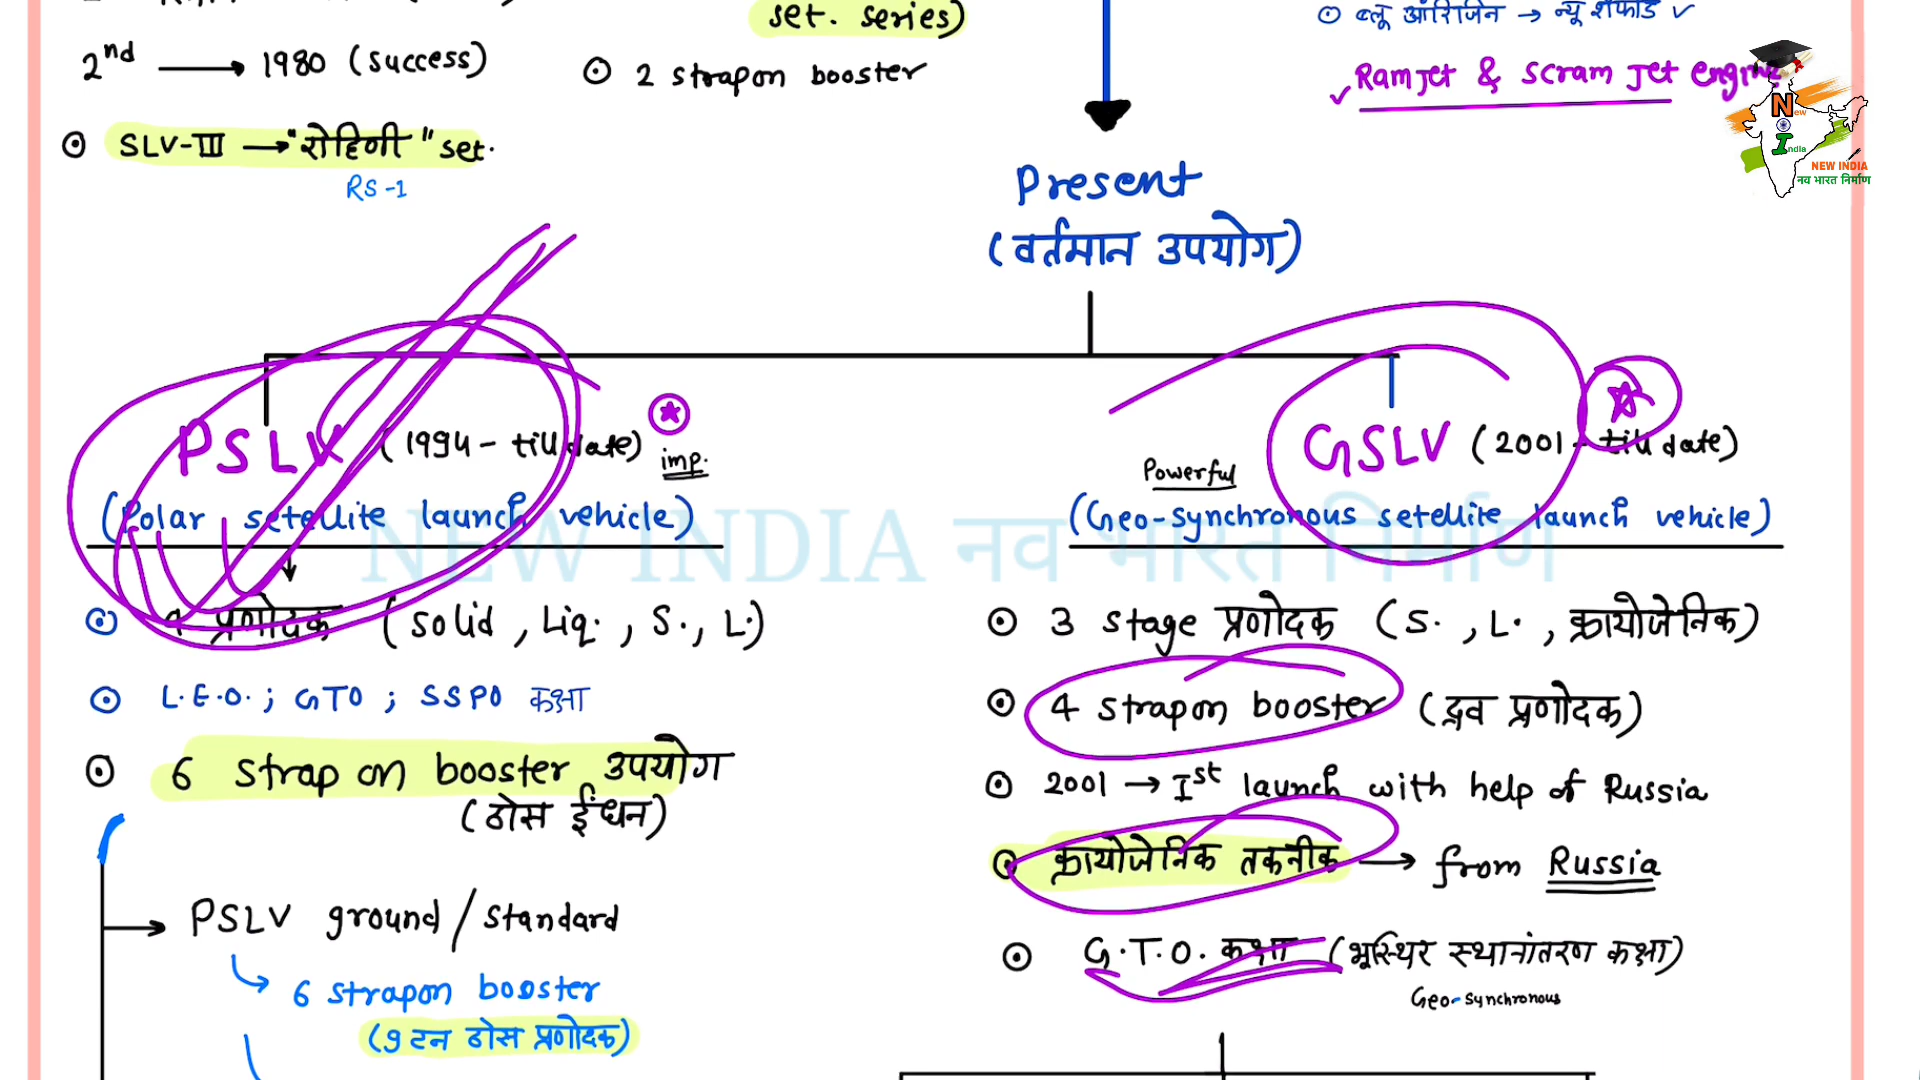 set. series)
⊙ ब्लू ओरिजिन → न्यू शेफर्ड ✓
2nd → 1980 (success)
⊙ 2 strapon booster
✓ Ramjet & scram jet engine
⊙ SLV-III → "रोहिणी" set.
RS-1
New
India
NEW INDIA
नव भारत निर्माण
Present
(वर्तमान उपयोग)
PSLV (1994 - till date)
imp.
(Polar setellite launch vehicle)
Powerful
GSLV (2001 - till date)
(Geo-synchronous setellite launch vehicle)
NEW INDIA नव भारत निर्माण
⊙ 4 प्रणोदक (solid, Liq., S., L.)
⊙ L.E.O.; GTO; SSPO कक्षा
⊙ 6 strap on booster उपयोग
(ठोस ईंधन)
→ PSLV ground/standard
↳ 6 strapon booster
(9 टन ठोस प्रणोदक)
⊙ 3 stage प्रणोदक (S., L., क्रायोजेनिक)
⊙ 4 strapon booster (द्रव प्रणोदक)
⊙ 2001 → Ist launch with help of Russia
⊙ क्रायोजेनिक तकनीक → from Russia
⊙ G.T.O. कक्षा (भूस्थिर स्थानांतरण कक्षा)
Geo-synchronous